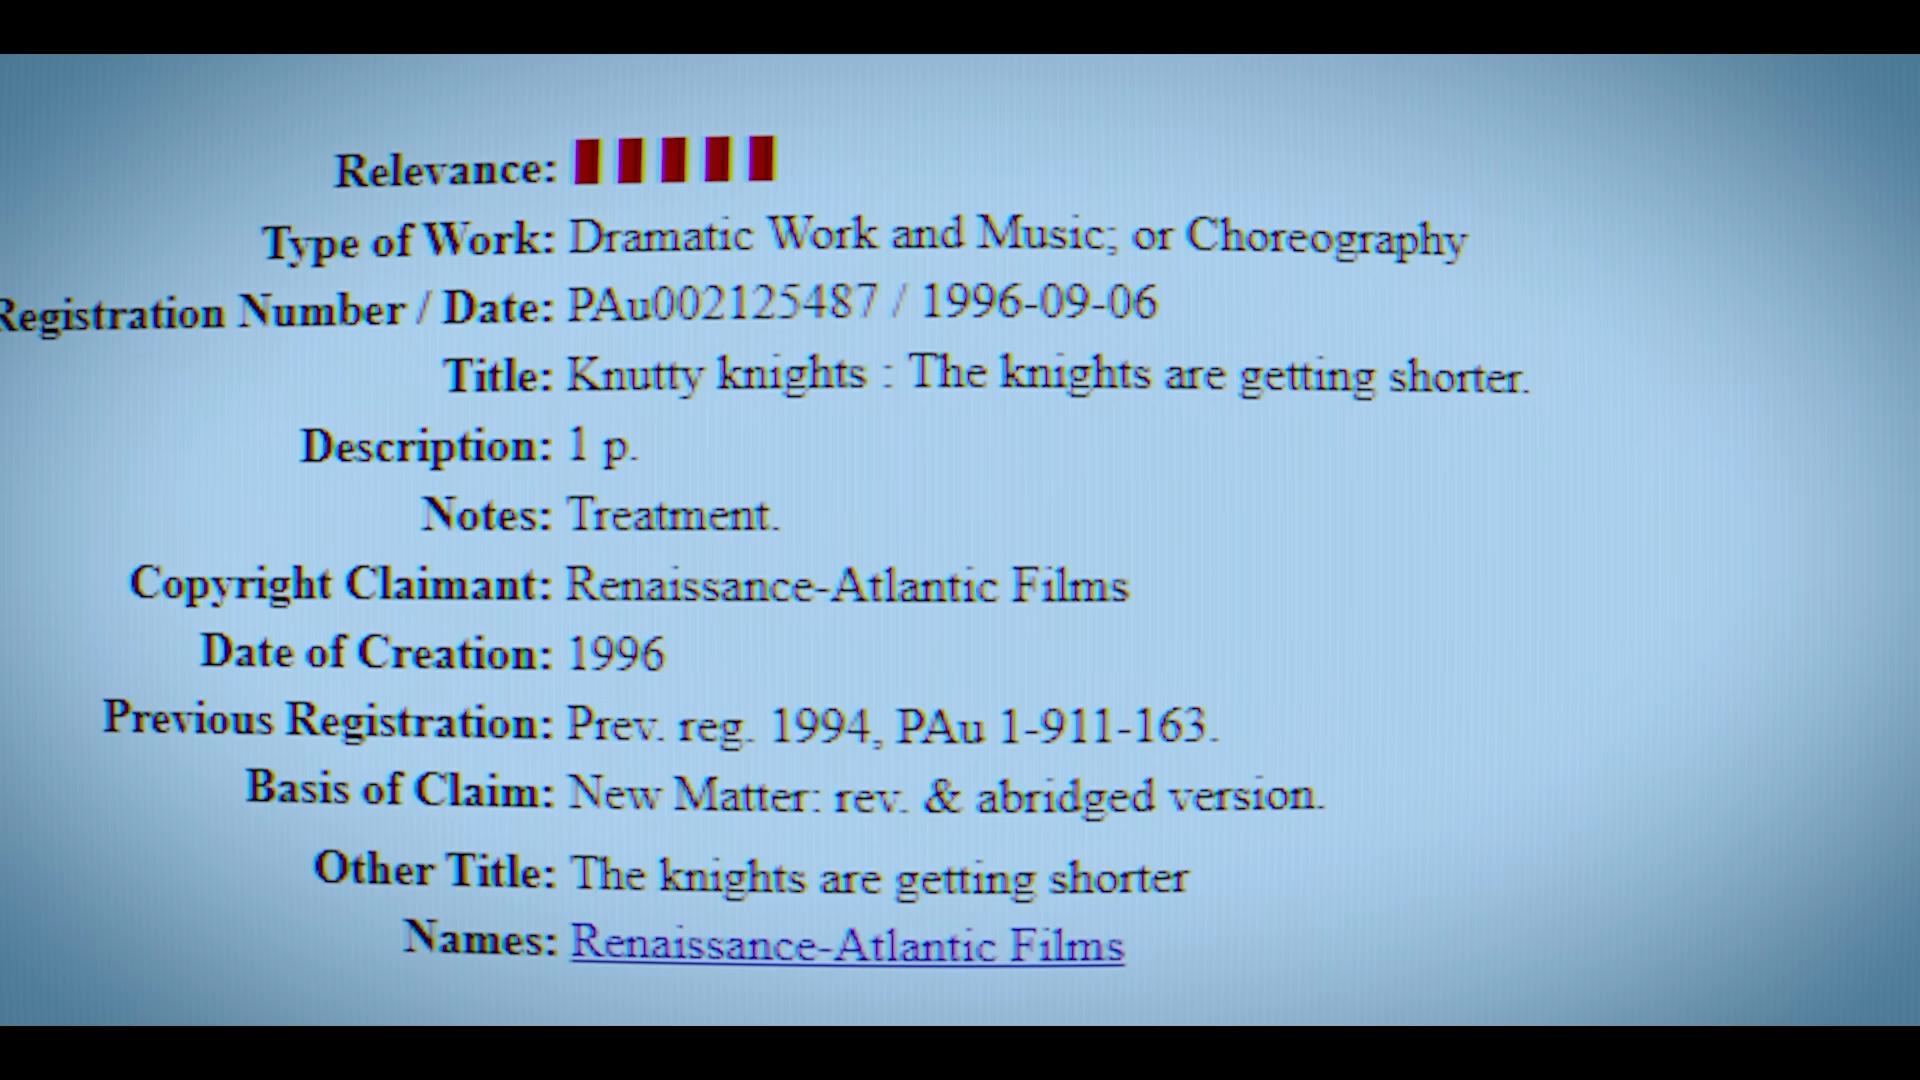 Relevance:
Type of Work: Dramatic Work and Music; or Choreography
Registration Number / Date: PAu002125487 / 1996-09-06
Title: Knutty knights : The knights are getting shorter.
Description: 1 p.
Notes: Treatment.
Copyright Claimant: Renaissance-Atlantic Films
Date of Creation: 1996
Previous Registration: Prev. reg. 1994, PAu 1-911-163.
Basis of Claim: New Matter: rev. & abridged version.
Other Title: The knights are getting shorter
Names: Renaissance-Atlantic Films